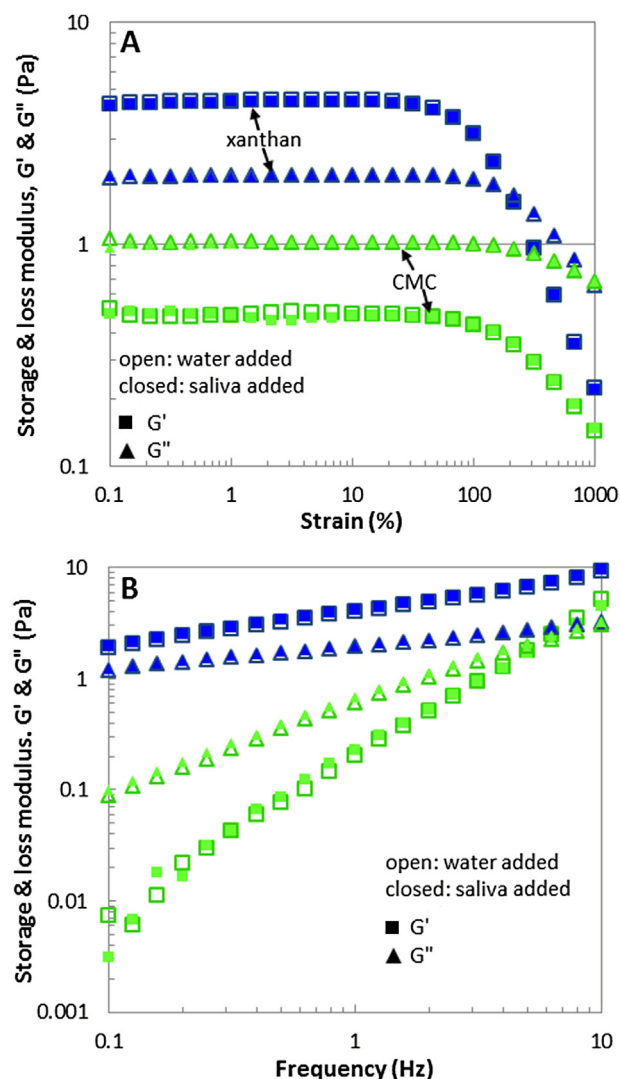 A
Storage & loss modulus, G' & G" (Pa)
10
1
0.1
xanthan
CMC
open: water added
closed: saliva added
G'
G"
0.1 1 10 100 1000
Strain (%)
B
Storage & loss modulus. G' & G" (Pa)
10
1
0.1
0.01
0.001
open: water added
closed: saliva added
G'
G"
0.1 1 10
Frequency (Hz)